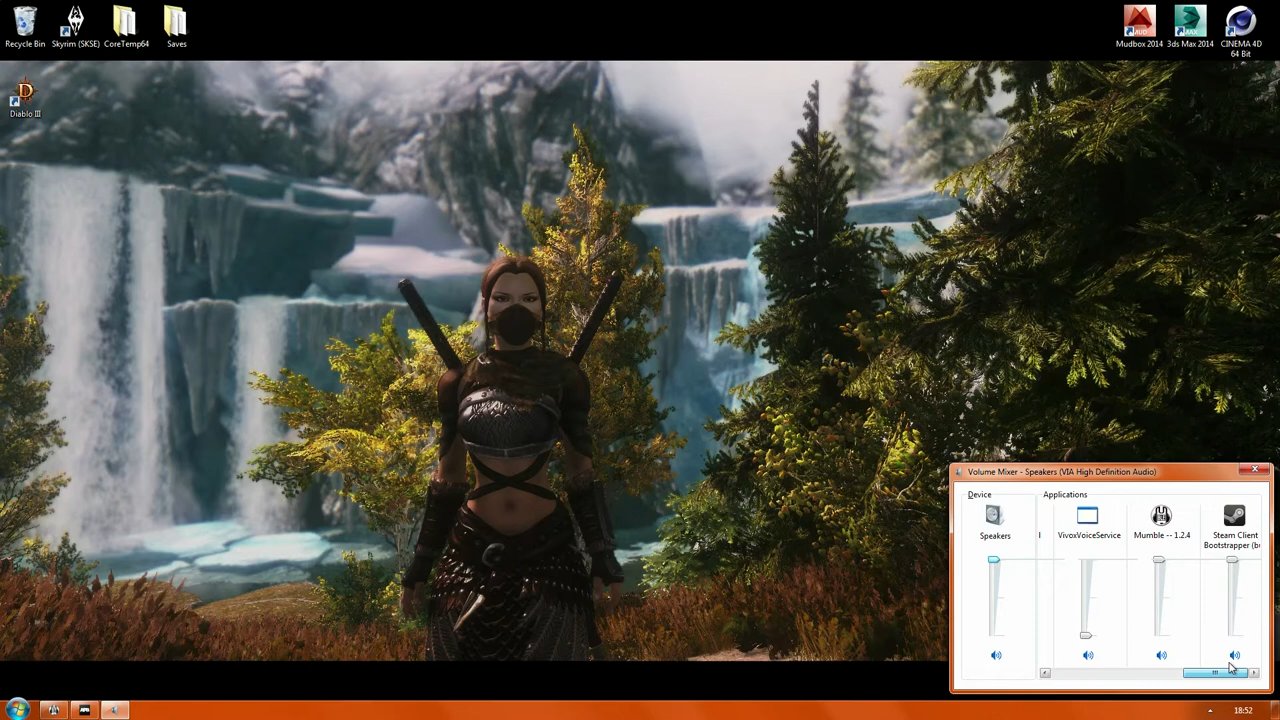 Recycle Bin
Skyrim (SKSE)
CoreTemp64
Saves
Mudbox 2014
3ds Max 2014
CINEMA 4D
64 Bit
Diablo III
Volume Mixer - Speakers (VIA High Definition Audio)
Device
Applications
Speakers
VivoxVoiceService
Mumble -- 1.2.4
Steam Client
Bootstrapper (b
18:52